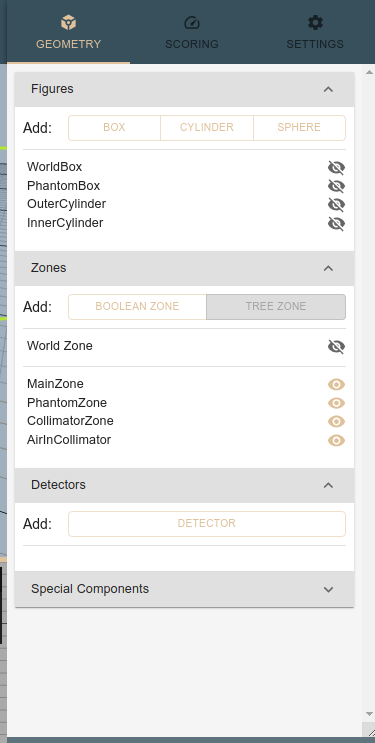 GEOMETRY SCORING SETTINGS
Figures
Add: BOX CYLINDER SPHERE
WorldBox
PhantomBox
OuterCylinder
InnerCylinder
Zones
Add: BOOLEAN ZONE TREE ZONE
World Zone
MainZone
PhantomZone
CollimatorZone
AirInCollimator
Detectors
Add: DETECTOR
Special Components